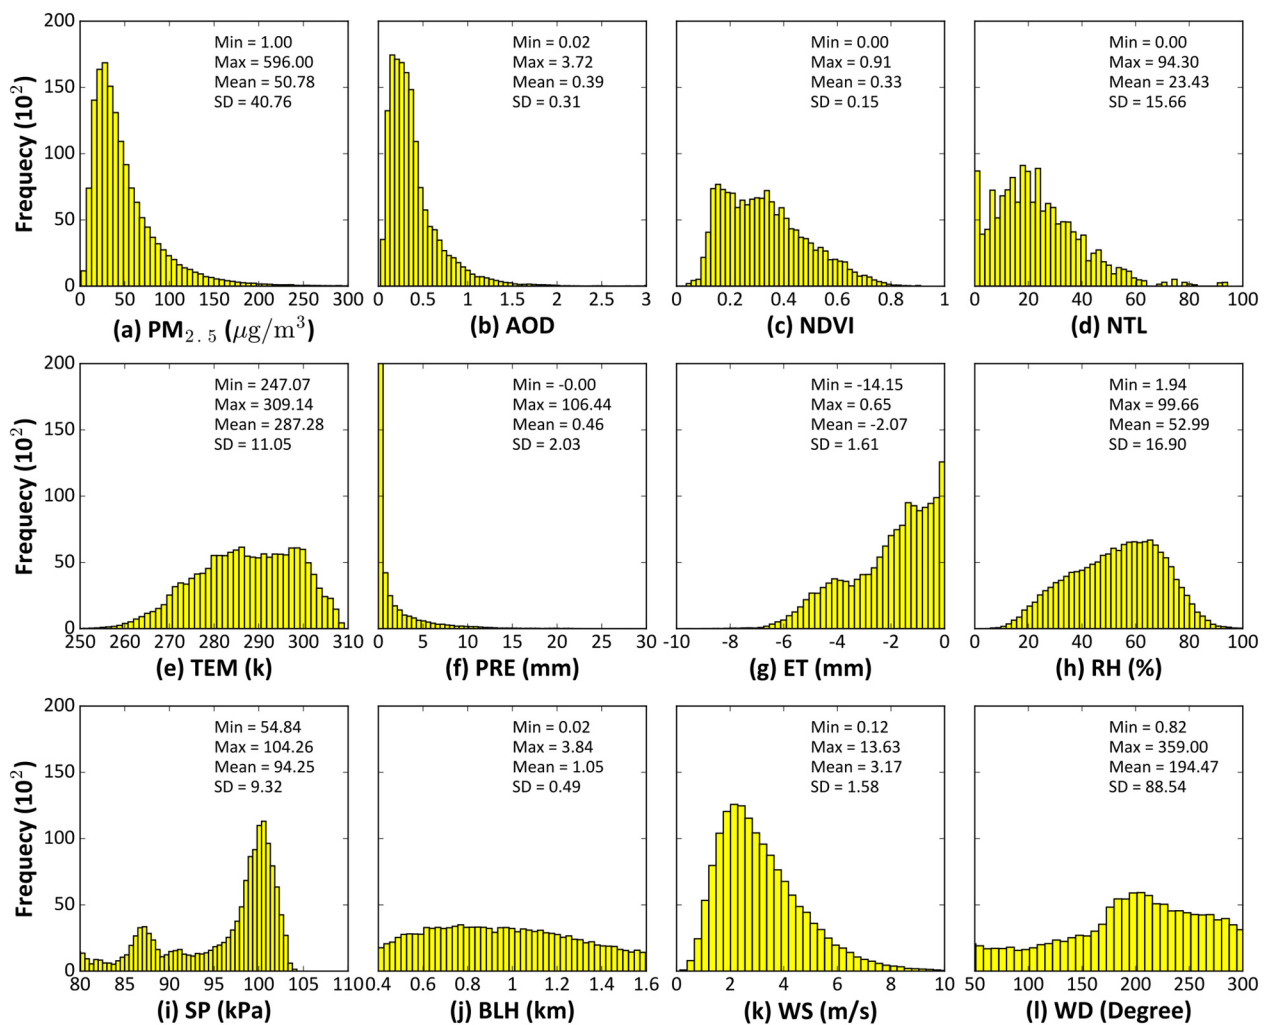 200
150
100
50
0
Frequecy (10²)
Min = 1.00
Max = 596.00
Mean = 50.78
SD = 40.76
0 50 100 150 200 250 300
(a) PM₂.₅ (μg/m³)
Min = 0.02
Max = 3.72
Mean = 0.39
SD = 0.31
0 0.5 1 1.5 2 2.5 3
(b) AOD
Min = 0.00
Max = 0.91
Mean = 0.33
SD = 0.15
0 0.2 0.4 0.6 0.8 1
(c) NDVI
Min = 0.00
Max = 94.30
Mean = 23.43
SD = 15.66
0 20 40 60 80 100
(d) NTL
200
150
100
50
0
Frequecy (10²)
Min = 247.07
Max = 309.14
Mean = 287.28
SD = 11.05
250 260 270 280 290 300 310
(e) TEM (k)
Min = -0.00
Max = 106.44
Mean = 0.46
SD = 2.03
0 5 10 15 20 25 30
(f) PRE (mm)
Min = -14.15
Max = 0.65
Mean = -2.07
SD = 1.61
-10 -8 -6 -4 -2 0
(g) ET (mm)
Min = 1.94
Max = 99.66
Mean = 52.99
SD = 16.90
0 20 40 60 80 100
(h) RH (%)
200
150
100
50
0
Frequecy (10²)
Min = 54.84
Max = 104.26
Mean = 94.25
SD = 9.32
80 85 90 95 100 105 110
(i) SP (kPa)
Min = 0.02
Max = 3.84
Mean = 1.05
SD = 0.49
0.4 0.6 0.8 1 1.2 1.4 1.6
(j) BLH (km)
Min = 0.12
Max = 13.63
Mean = 3.17
SD = 1.58
0 2 4 6 8 10
(k) WS (m/s)
Min = 0.82
Max = 359.00
Mean = 194.47
SD = 88.54
50 100 150 200 250 300
(l) WD (Degree)